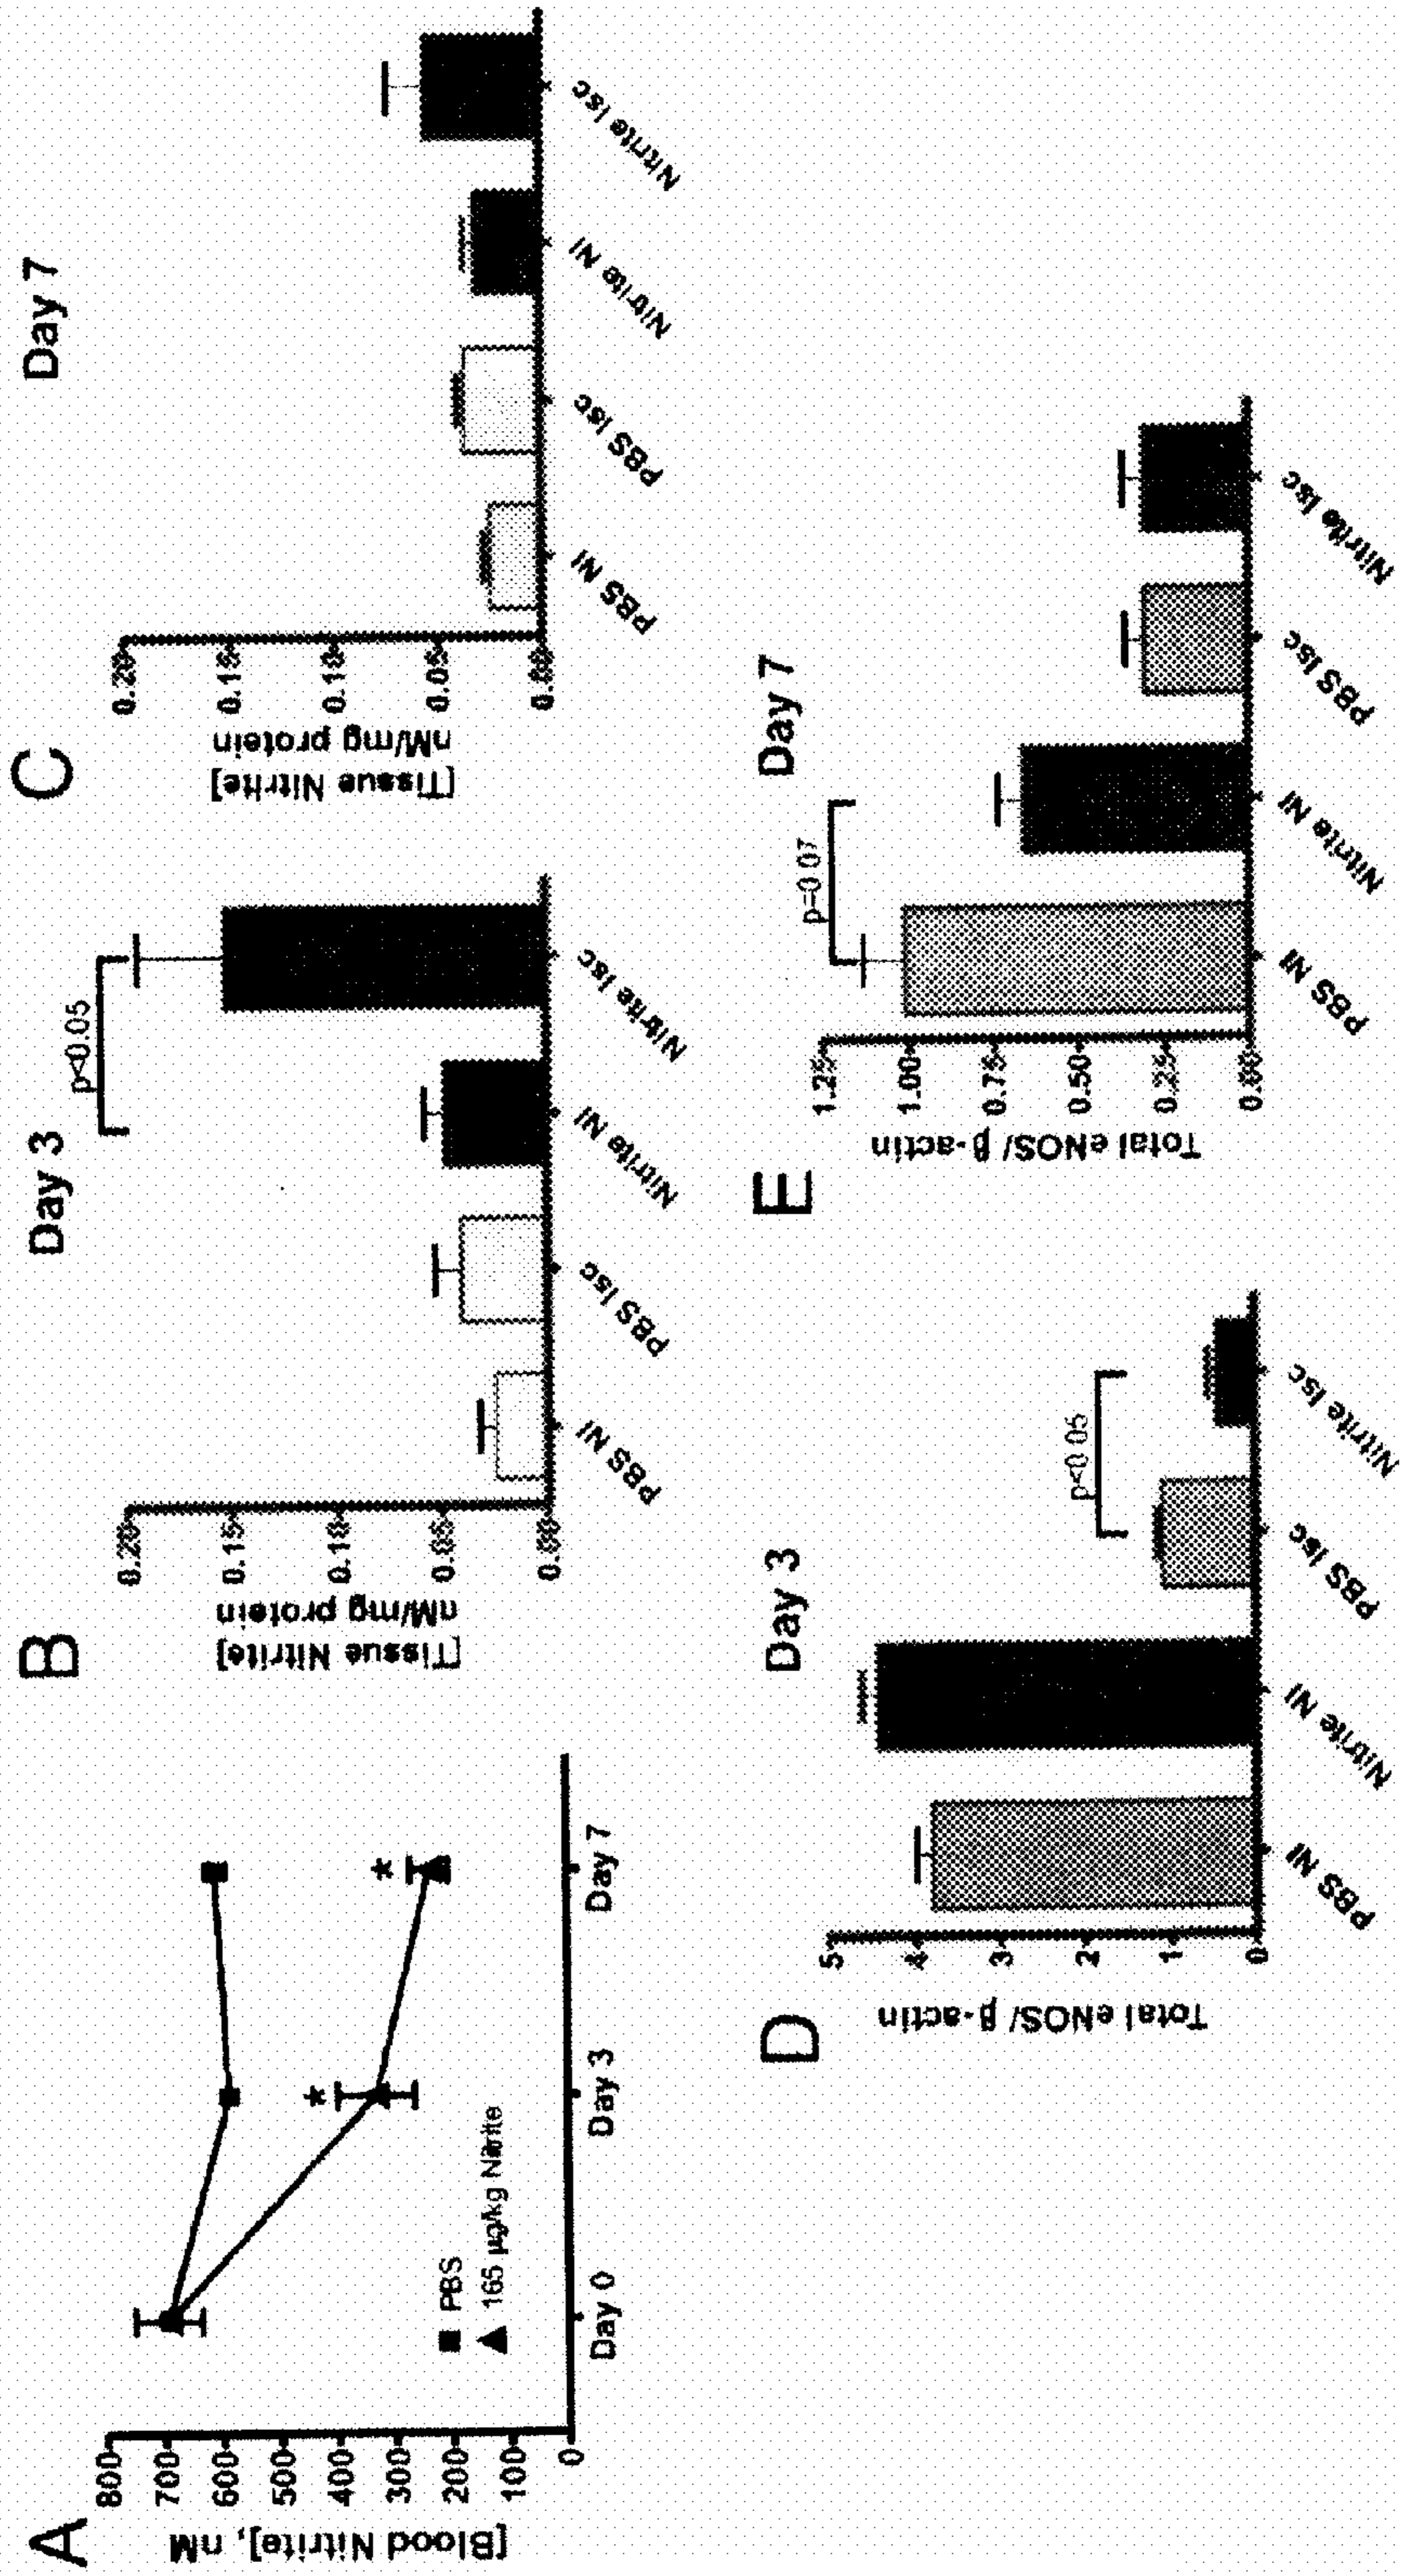 A
[Blood Nitrite], nM
800
700
600
500
400
300
200
100
0
PBS
165 µg/kg Nitrite
*
*
Day 0
Day 3
Day 7
B
Day 3
p<0.05
[Tissue Nitrite]
nM/mg protein
0.20
0.15
0.10
0.05
0.00
PBS NI
PBS Isc
Nitrite NI
Nitrite Isc
C
Day 7
[Tissue Nitrite]
nM/mg protein
0.20
0.15
0.10
0.05
0.00
PBS NI
PBS Isc
Nitrite NI
Nitrite Isc
D
Day 3
p<0 05
Total eNOS/ β-actin
5
4
3
2
1
0
PBS NI
Nitrite NI
PBS Isc
Nitrite Isc
E
Day 7
p=0 07
Total eNOS/ β-actin
1.25
1.00
0.75
0.50
0.25
0.00
PBS NI
Nitrite NI
PBS Isc
Nitrite Isc